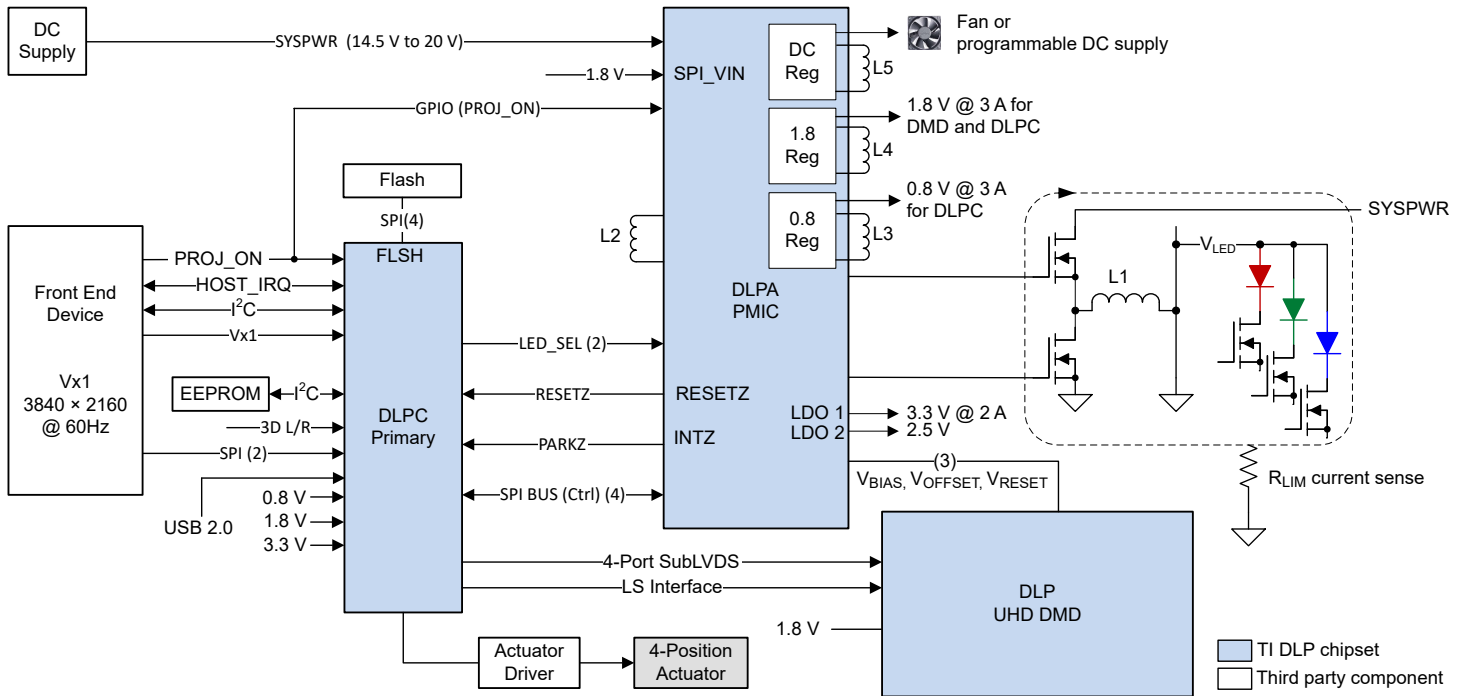 DC
Supply
SYSPWR (14.5 V to 20 V)
1.8 V
SPI_VIN
GPIO (PROJ_ON)
DC
Reg
L5
Fan or
programmable DC supply
1.8
Reg
L4
1.8 V @ 3 A for
DMD and DLPC
0.8
Reg
L3
0.8 V @ 3 A
for DLPC
L2
DLPA
PMIC
Flash
SPI(4)
FLSH
Front End
Device
Vx1
3840 × 2160
@ 60Hz
PROJ_ON
HOST_IRQ
I²C
Vx1
EEPROM
I²C
3D L/R
SPI (2)
USB 2.0
0.8 V
1.8 V
3.3 V
DLPC
Primary
LED_SEL (2)
RESETZ
RESETZ
PARKZ
INTZ
SPI BUS (Ctrl) (4)
LDO 1
3.3 V @ 2 A
LDO 2
2.5 V
(3)
VBIAS, VOFFSET, VRESET
SYSPWR
L1
VLED
RLIM current sense
4-Port SubLVDS
LS Interface
DLP
UHD DMD
1.8 V
Actuator
Driver
4-Position
Actuator
TI DLP chipset
Third party component